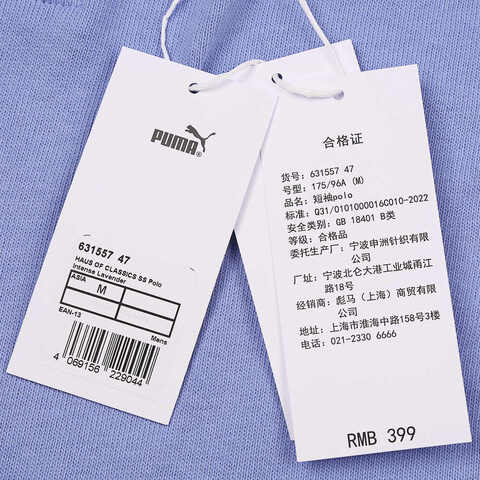 PUMA®
631557 47
HAUS OF CLASSICS SS Polo
Intense Lavender
ASIA
M
EAN-13
Mens
4 069156 229044
合格证
货号: 631557 47
号型: 175/96A (M)
品名: 短袖polo
标准: Q31/0101000016C010-2022
安全类别: GB 18401 B类
等级: 合格品
委托生产厂: 宁波申洲针织有限
公司
厂址: 宁波北仑大港工业城甬江
路18号
经销商: 彪马(上海)商贸有限
公司
地址: 上海市淮海中路158号3楼
电话: 021-2330 6666
RMB 399